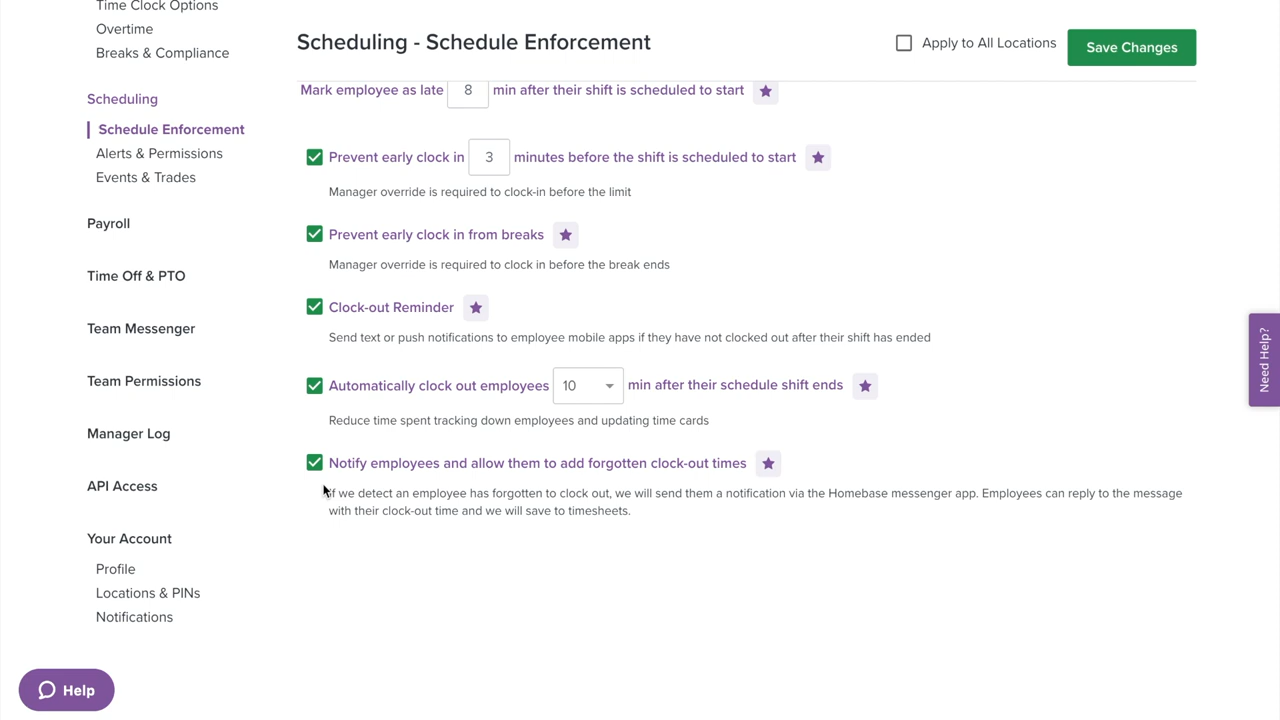 Time Clock Options
Overtime
Breaks & Compliance
Scheduling
Schedule Enforcement
Alerts & Permissions
Events & Trades
Payroll
Time Off & PTO
Team Messenger
Team Permissions
Manager Log
API Access
Your Account
Profile
Locations & PINs
Notifications
Help
Scheduling - Schedule Enforcement
Apply to All Locations
Save Changes
Mark employee as late 8 min after their shift is scheduled to start
Prevent early clock in 3 minutes before the shift is scheduled to start
Manager override is required to clock-in before the limit
Prevent early clock in from breaks
Manager override is required to clock in before the break ends
Clock-out Reminder
Send text or push notifications to employee mobile apps if they have not clocked out after their shift has ended
Automatically clock out employees 10 min after their schedule shift ends
Reduce time spent tracking down employees and updating time cards
Notify employees and allow them to add forgotten clock-out times
If we detect an employee has forgotten to clock out, we will send them a notification via the Homebase messenger app. Employees can reply to the message
with their clock-out time and we will save to timesheets.
Need Help?